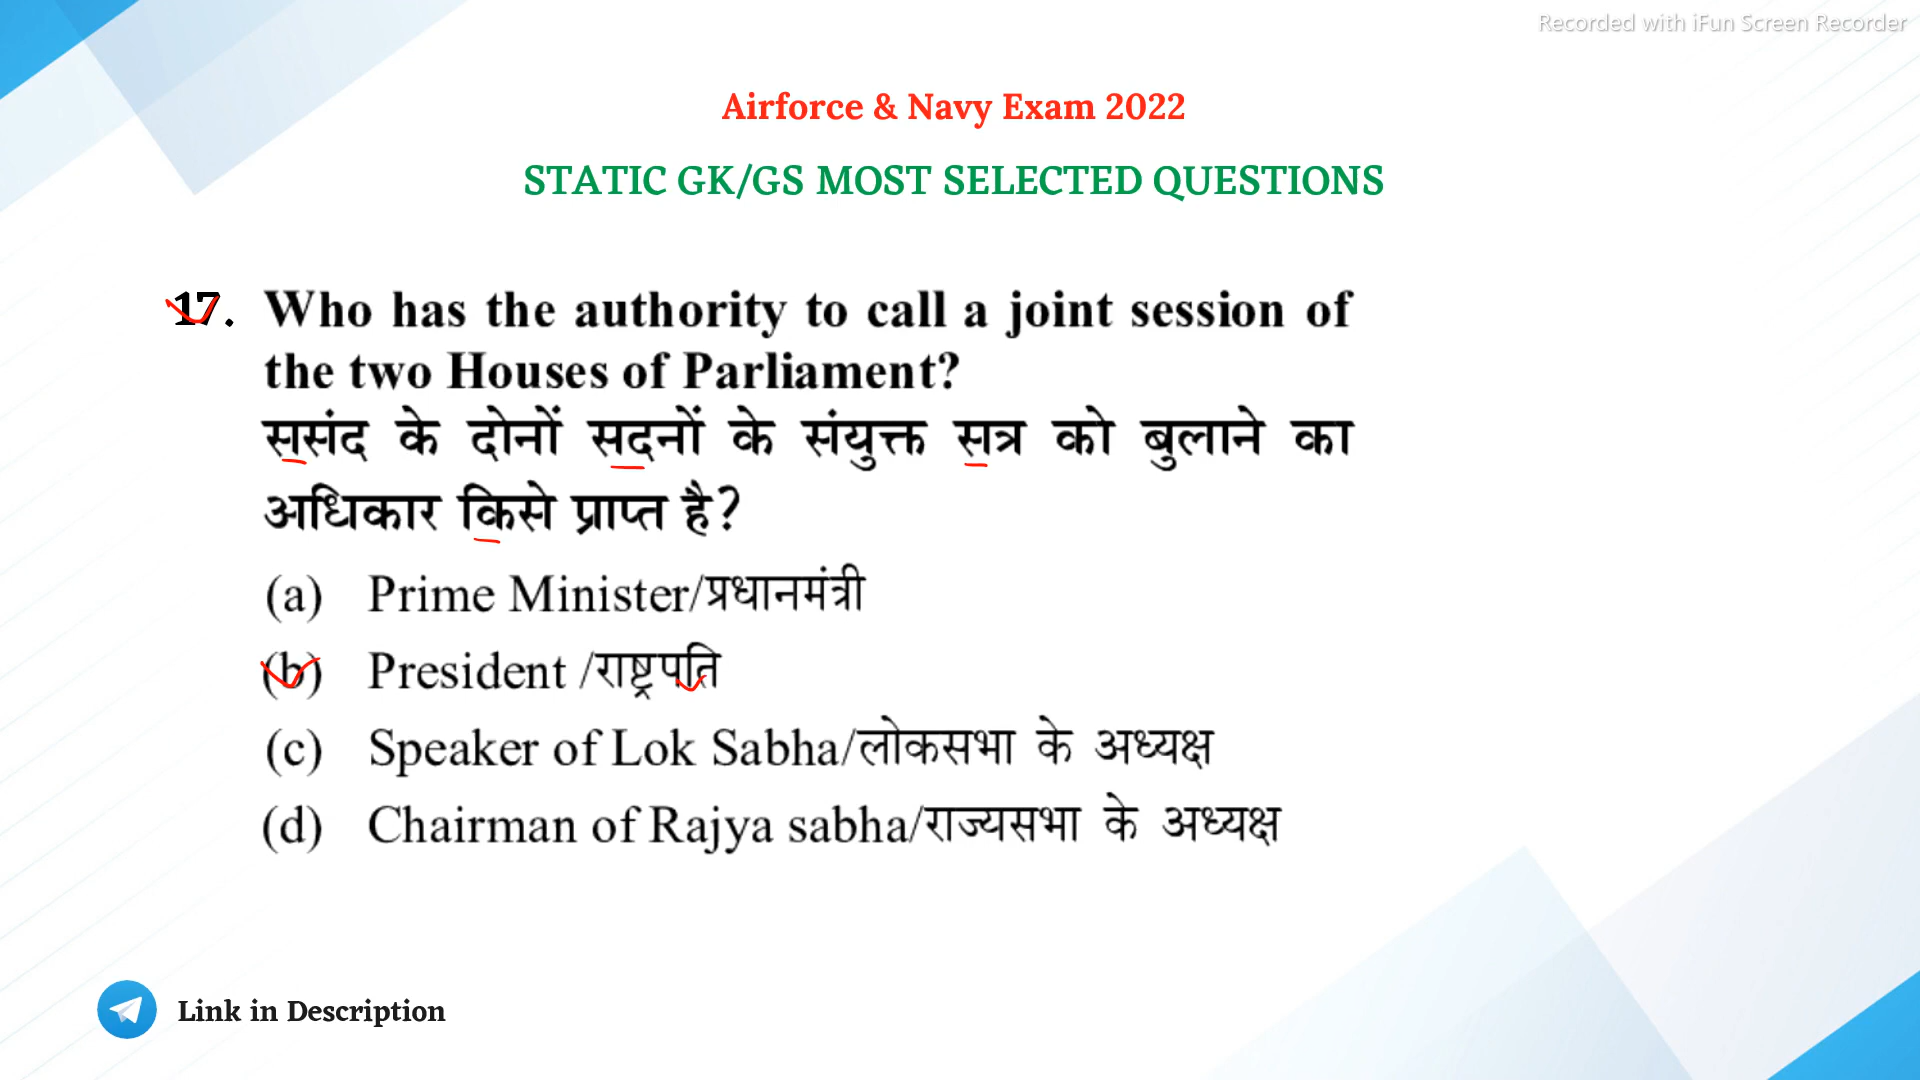 Recorded with iFun Screen Recorder
Airforce & Navy Exam 2022
STATIC GK/GS MOST SELECTED QUESTIONS
17. Who has the authority to call a joint session of
the two Houses of Parliament?
ससंद के दोनों सदनों के संयुक्त सत्र को बुलाने का
अधिकार किसे प्राप्त है?
(a) Prime Minister/प्रधानमंत्री
(b) President /राष्ट्रपति
(c) Speaker of Lok Sabha/लोकसभा के अध्यक्ष
(d) Chairman of Rajya sabha/राज्यसभा के अध्यक्ष
Link in Description